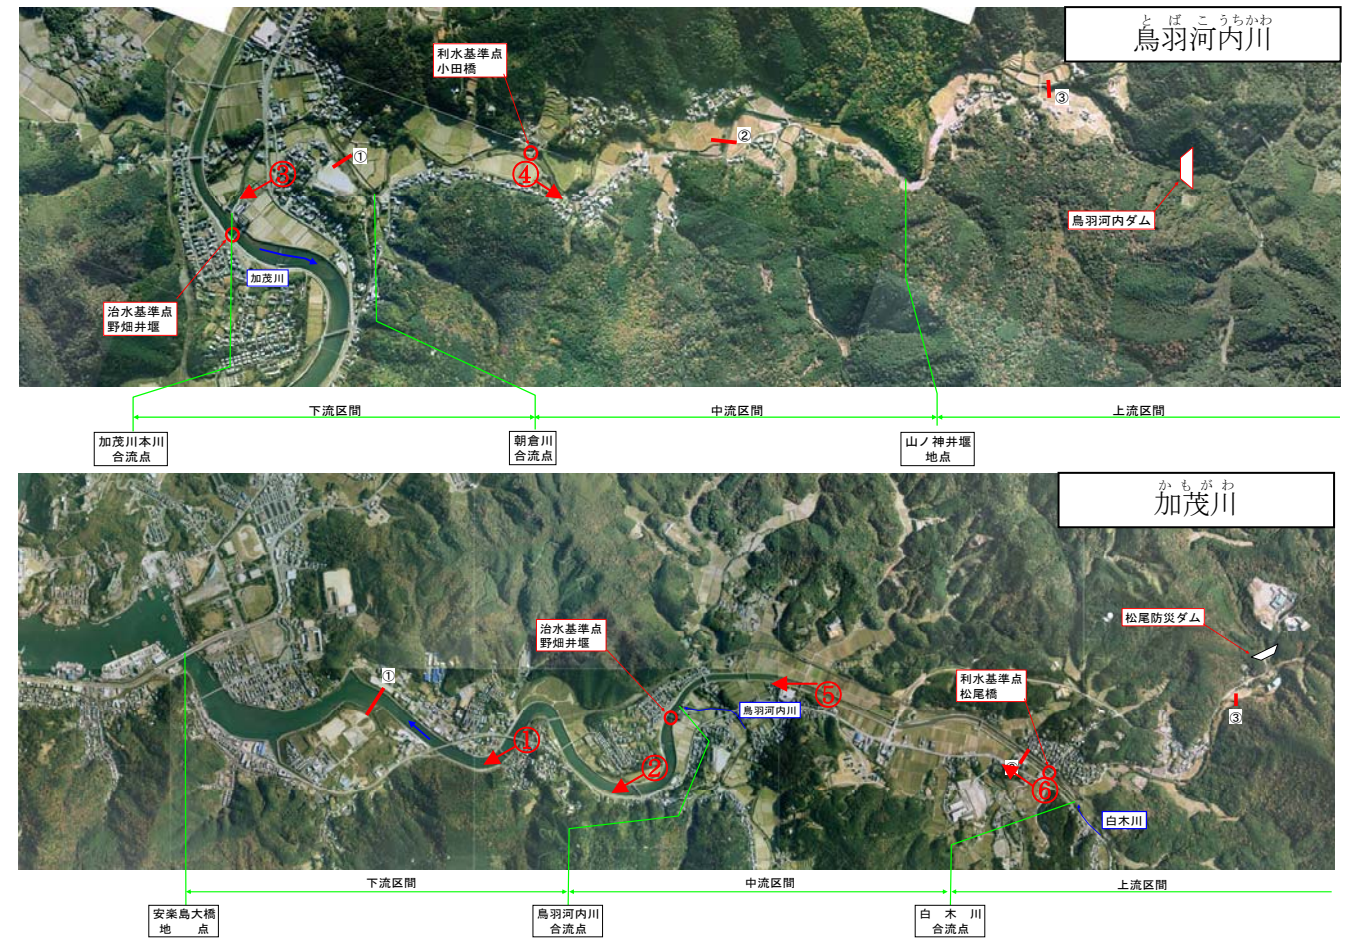 とばこうちかわ
鳥羽河内川
利水基準点
小田橋
①
②
③
③
④
鳥羽河内ダム
加茂川
治水基準点
野畑井堰
下流区間
中流区間
上流区間
加茂川本川
合流点
朝倉川
合流点
山ノ神井堰
地点
かもがわ
加茂川
松尾防災ダム
治水基準点
野畑井堰
利水基準点
松尾橋
①
⑤
鳥羽河内川
③
①
②
⑥
白木川
下流区間
中流区間
上流区間
安楽島大橋
地 点
鳥羽河内川
合流点
白 木 川
合流点